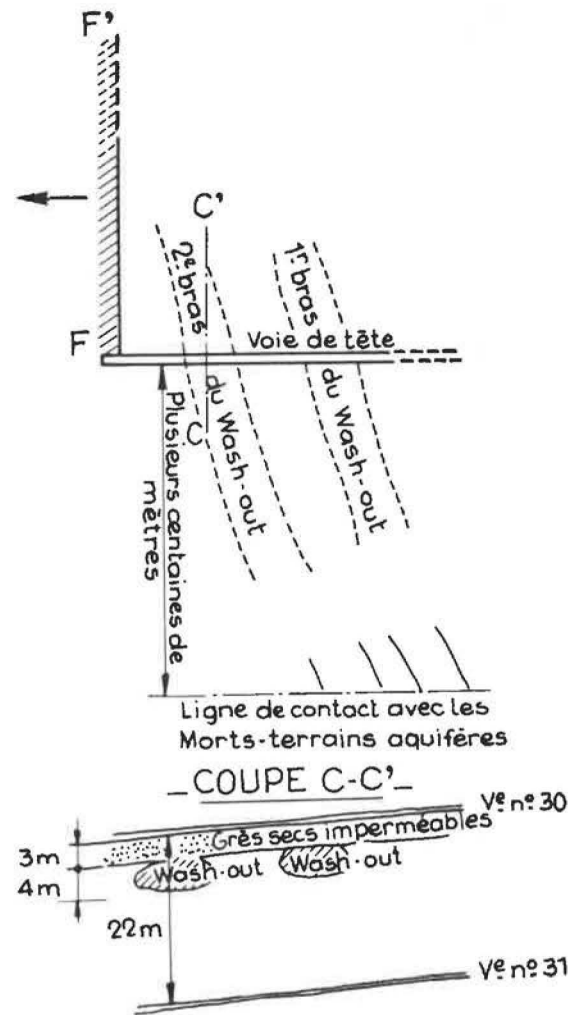 F'
C'
2e bras
du Wash-out
1r bras
du Wash-out
Voie de tête
F
C
Plusieurs centaines de
mètres
Ligne de contact avec les
Morts-terrains aquifères
_COUPE C-C'_
Ve no 30
Grès secs imperméables
3m
Wash-out
Wash-out
4m
22m
Ve no 31